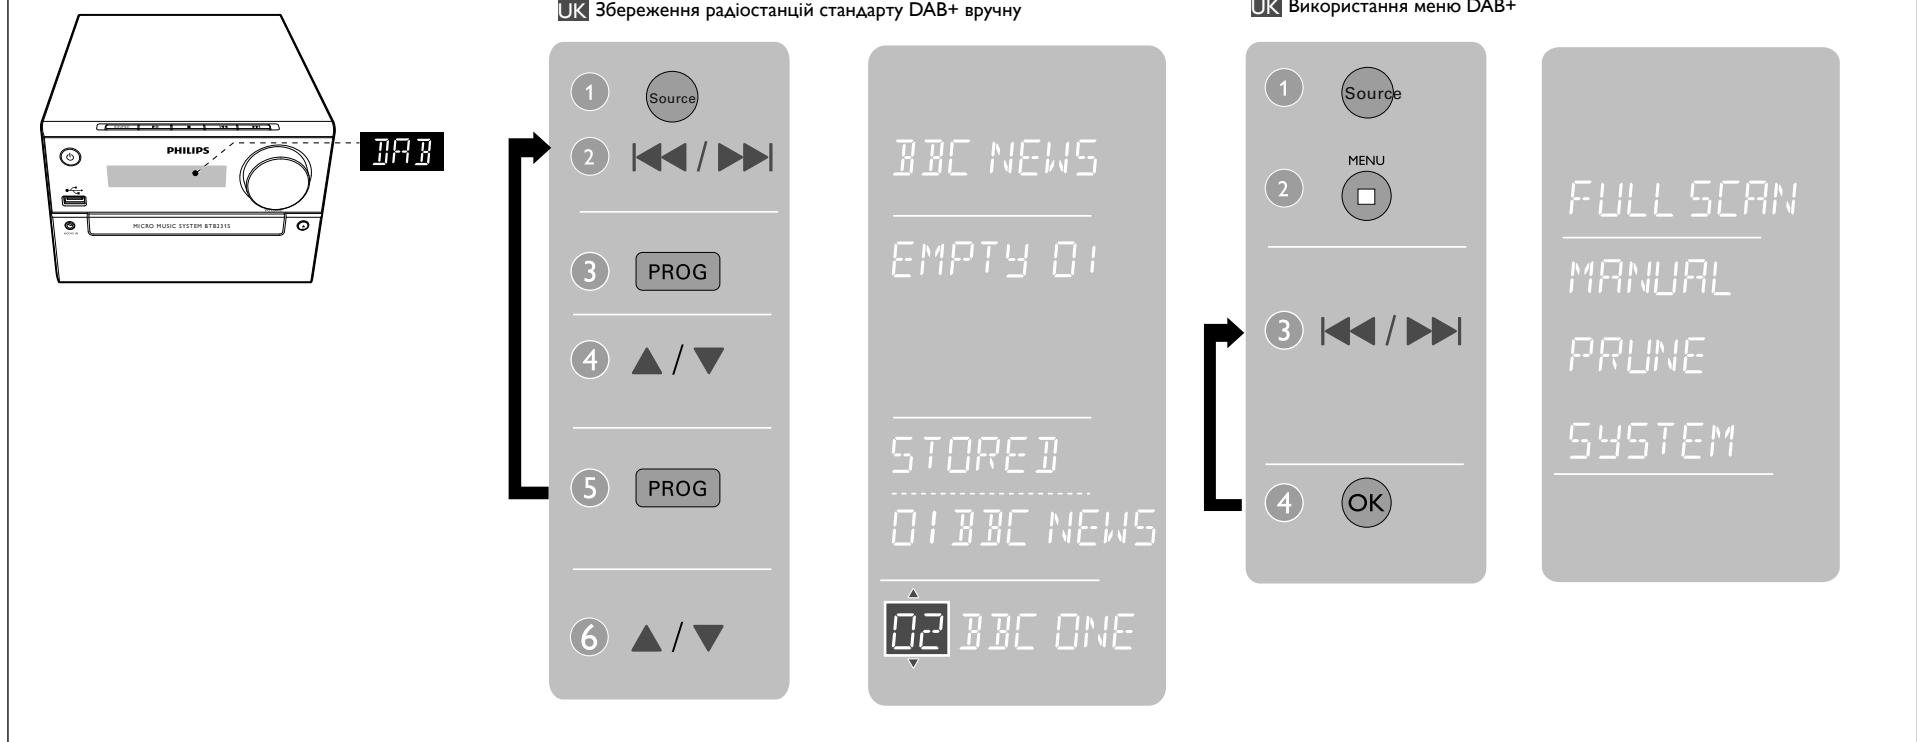 UK Збереження радіостанцій стандарту DAB+ вручну
PHILIPS
MICRO MUSIC SYSTEM BTB2315
DAB
1 Source
2 /
3 PROG
4 /
5 PROG
6 /
BBC NEWS
EMPTY 01
STORED
01 BBC NEWS
02 BBC ONE
UK Використання меню DAB+
1 Source
MENU
2
3 /
4 OK
FULL SCAN
MANUAL
PRUNE
SYSTEM